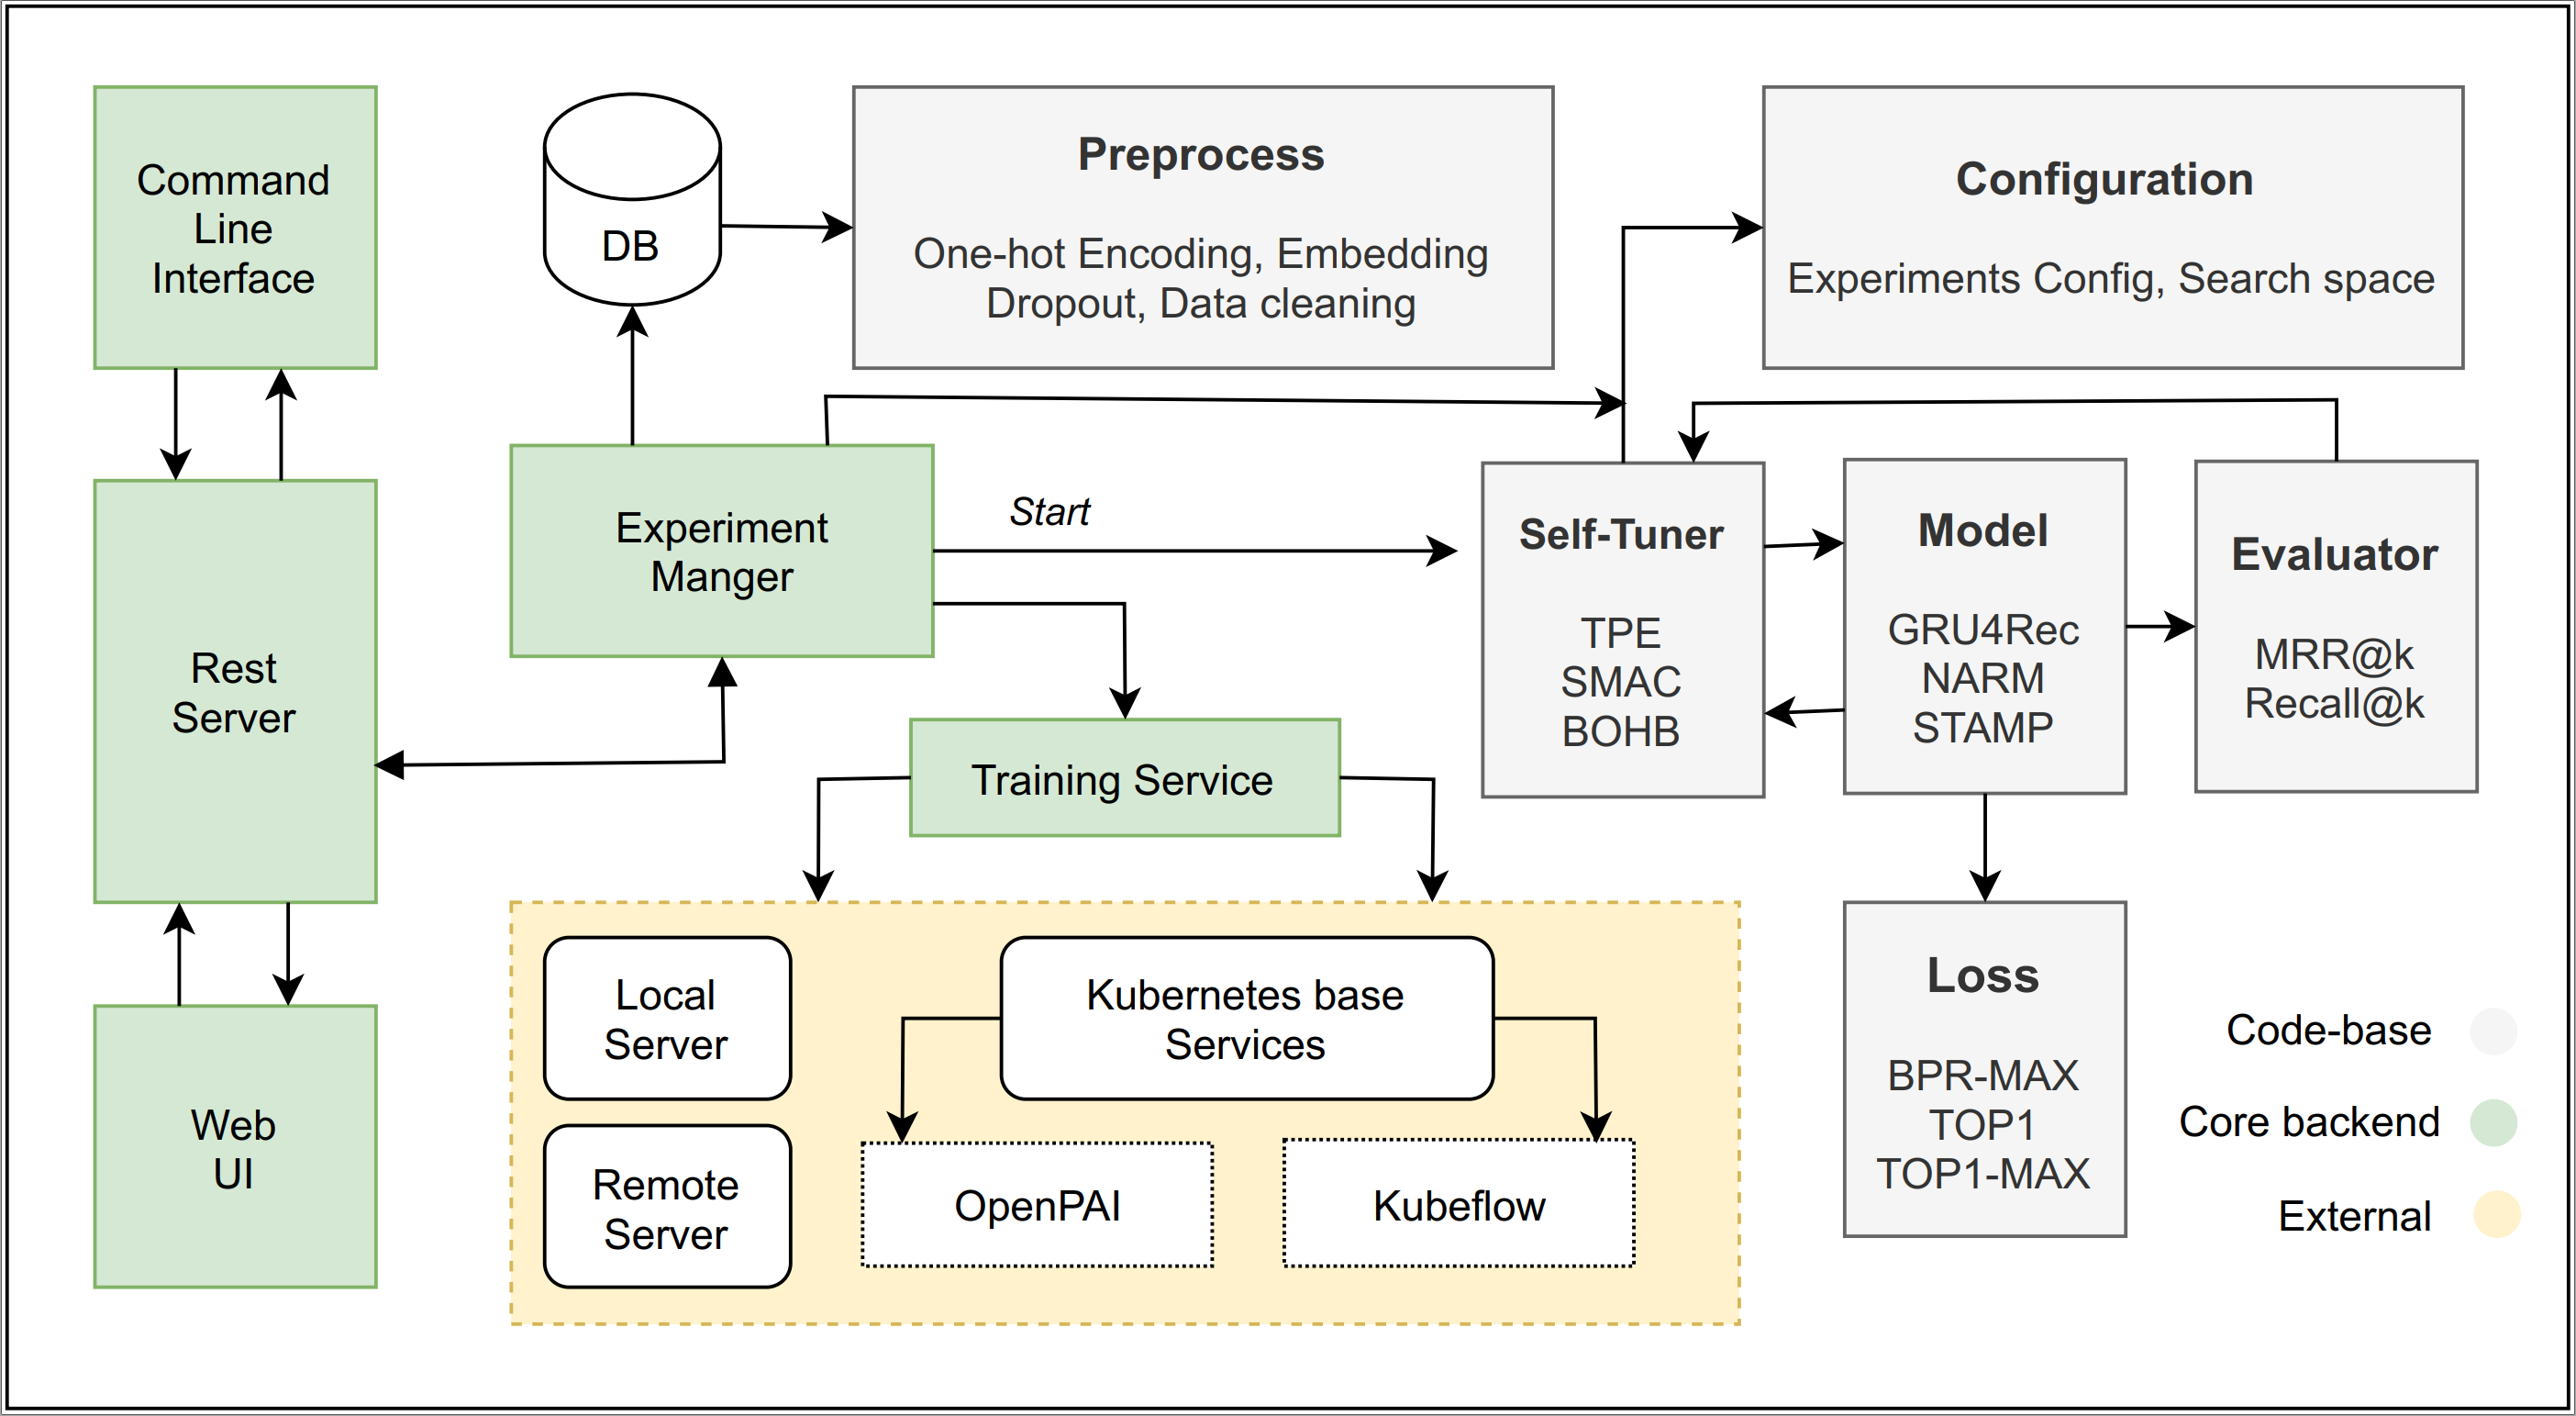 Command
Line
Interface
DB
Preprocess
One-hot Encoding, Embedding
Dropout, Data cleaning
Configuration
Experiments Config, Search space
Rest
Server
Experiment
Manger
Start
Self-Tuner
TPE
SMAC
BOHB
Model
GRU4Rec
NARM
STAMP
Evaluator
MRR@k
Recall@k
Training Service
Web
UI
Local
Server
Kubernetes base
Services
Remote
Server
OpenPAI
Kubeflow
Loss
BPR-MAX
TOP1
TOP1-MAX
Code-base
Core backend
External